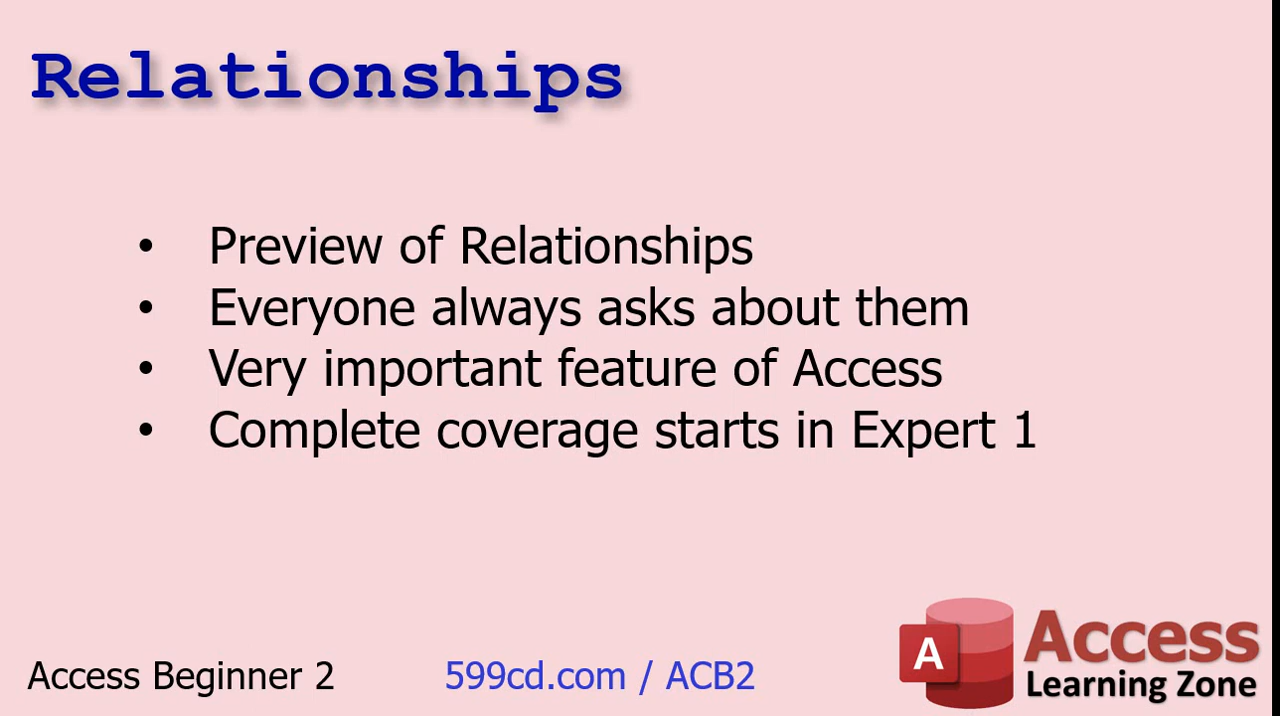 Relationships
• Preview of Relationships
• Everyone always asks about them
• Very important feature of Access
• Complete coverage starts in Expert 1
Access Beginner 2 599cd.com / ACB2
A Access
Learning Zone